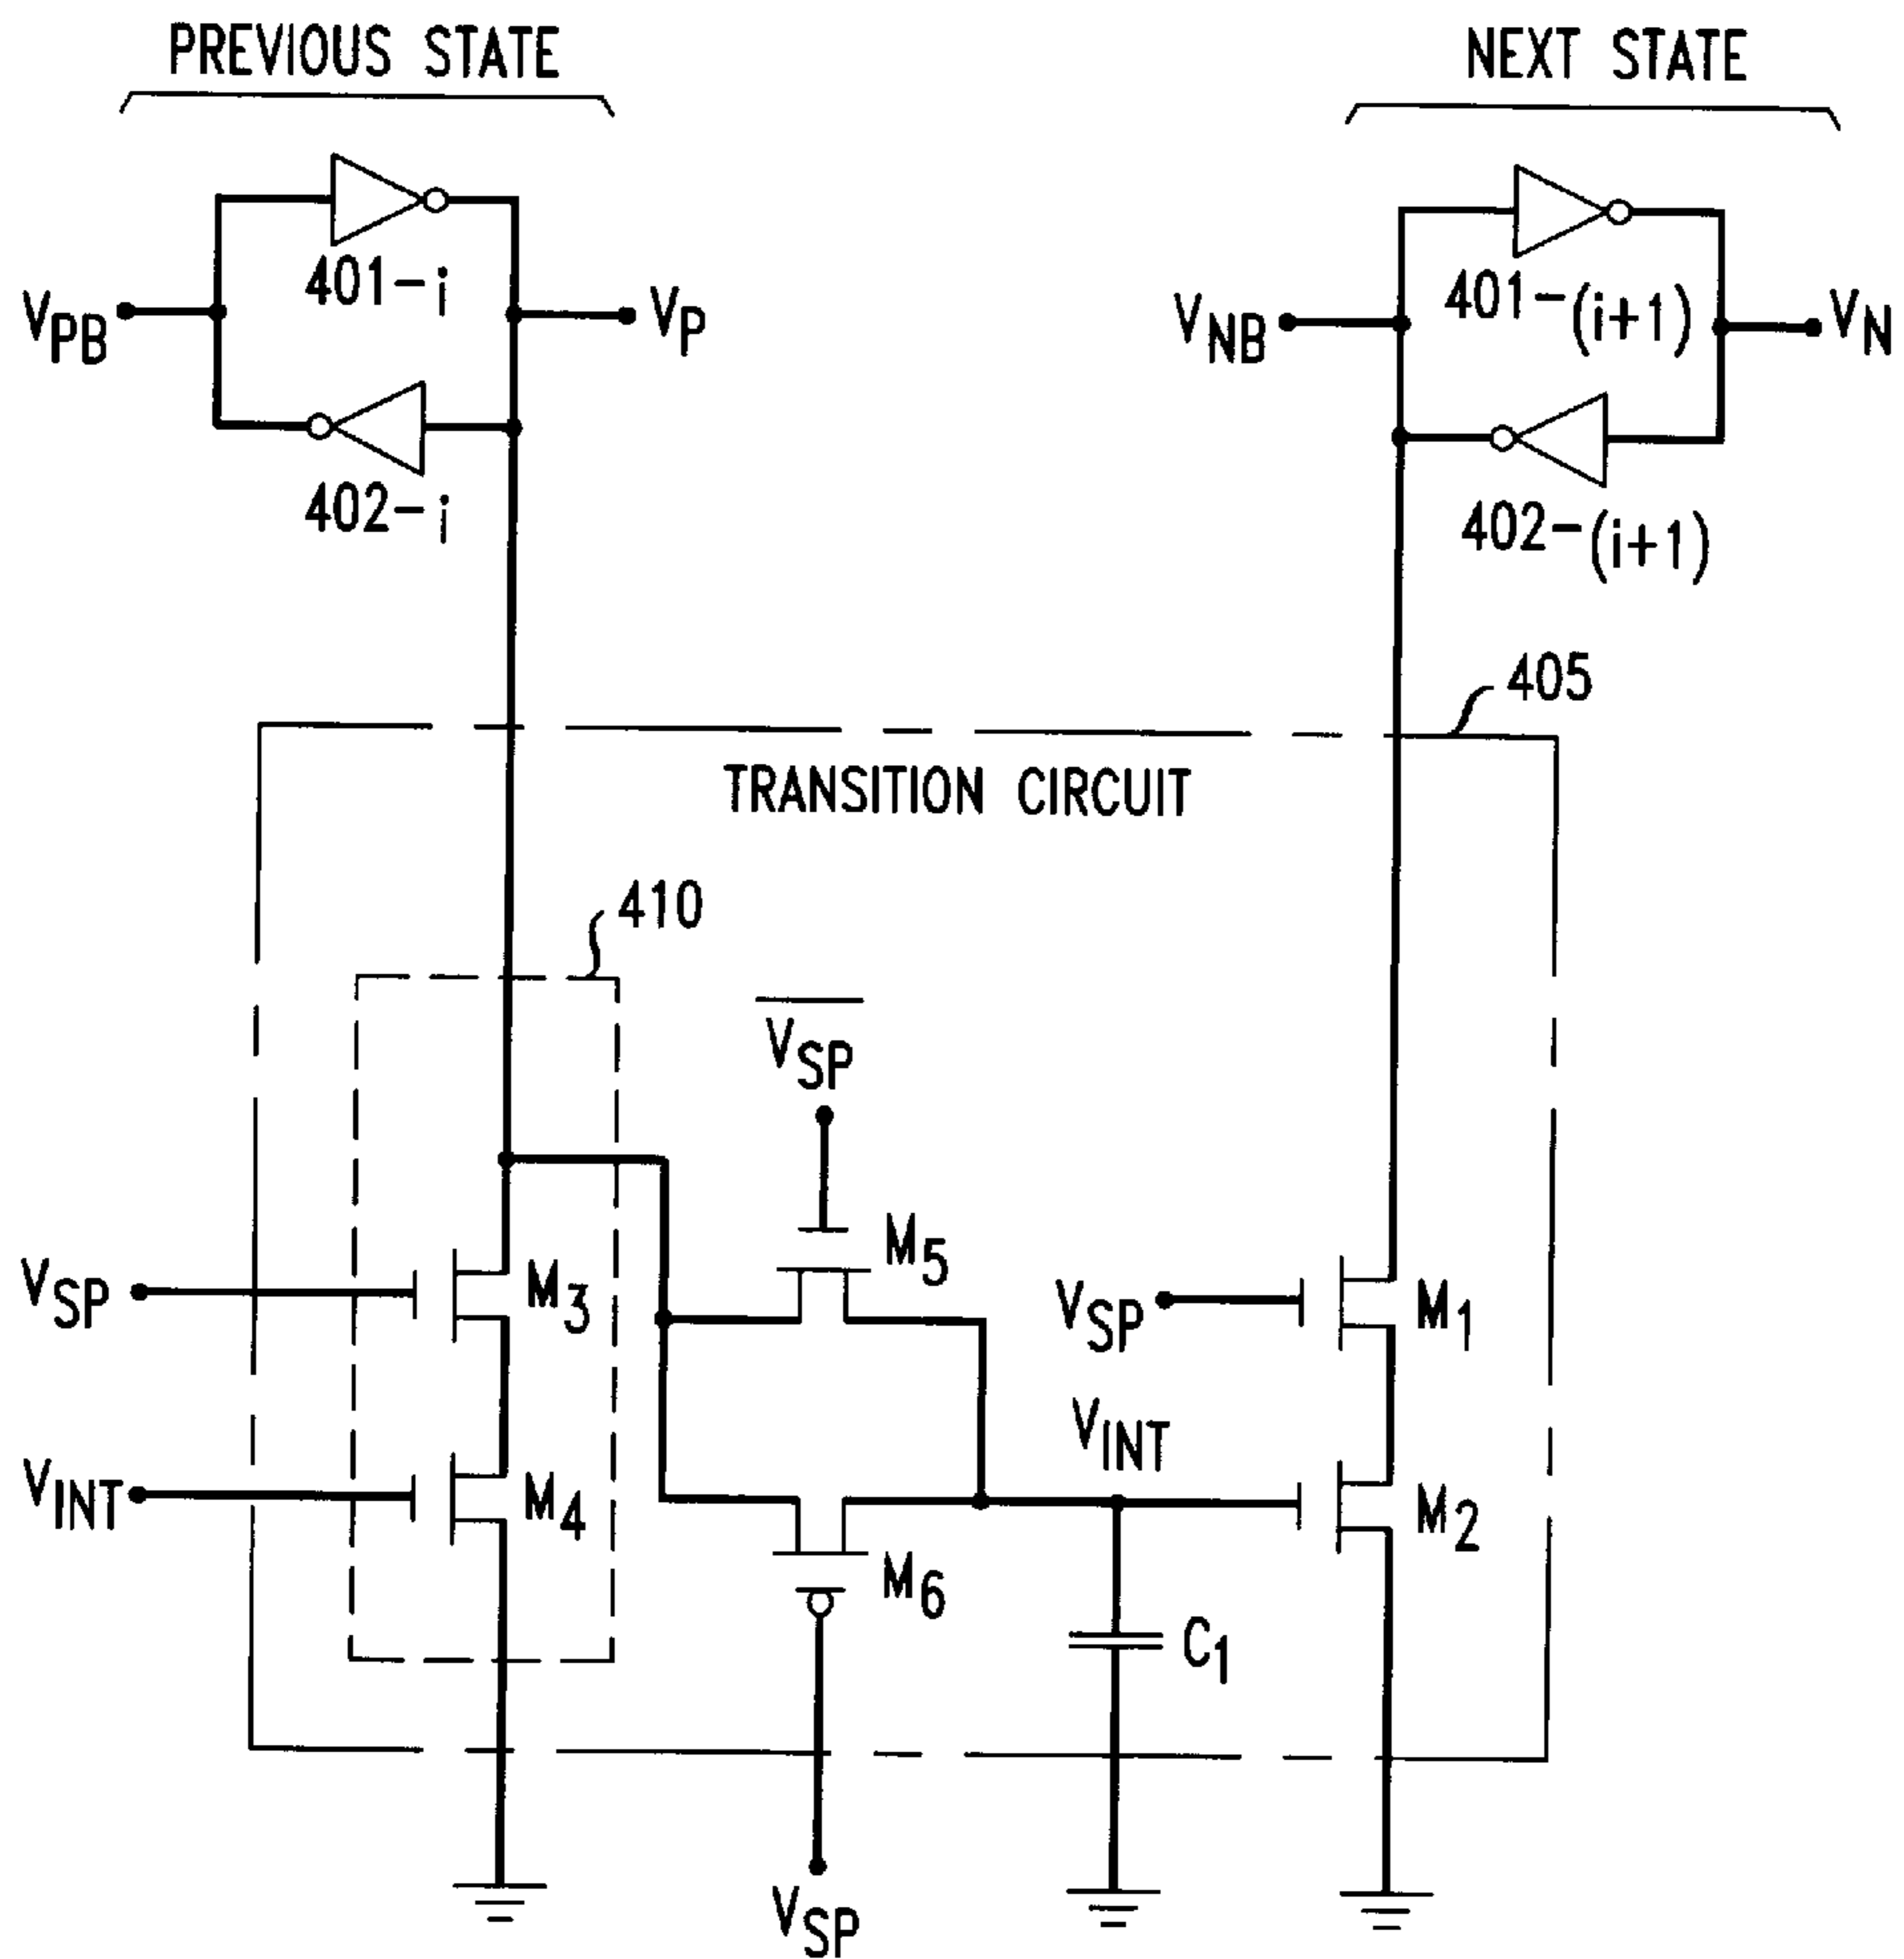 PREVIOUS STATE
NEXT STATE
401-i
401-(i+1)
VPB
VP
VNB
VN
402-i
402-(i+1)
405
TRANSITION CIRCUIT
410
VSP
M5
VSP
M3
VSP
M1
VINT
VINT
M4
M2
M6
C1
VSP